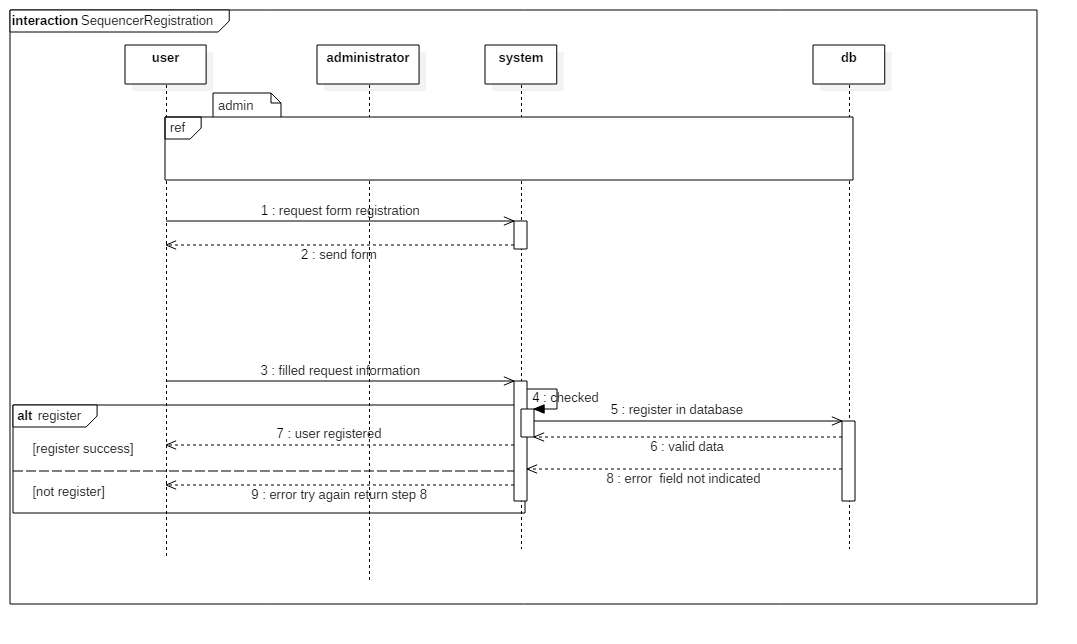 interaction SequencerRegistration
user
administrator
system
db
admin
ref
1 : request form registration
2 : send form
3 : filled request information
4 : checked
alt register
5 : register in database
7 : user registered
6 : valid data
[register success]
8 : error  field not indicated
[not register]
9 : error try again return step 8